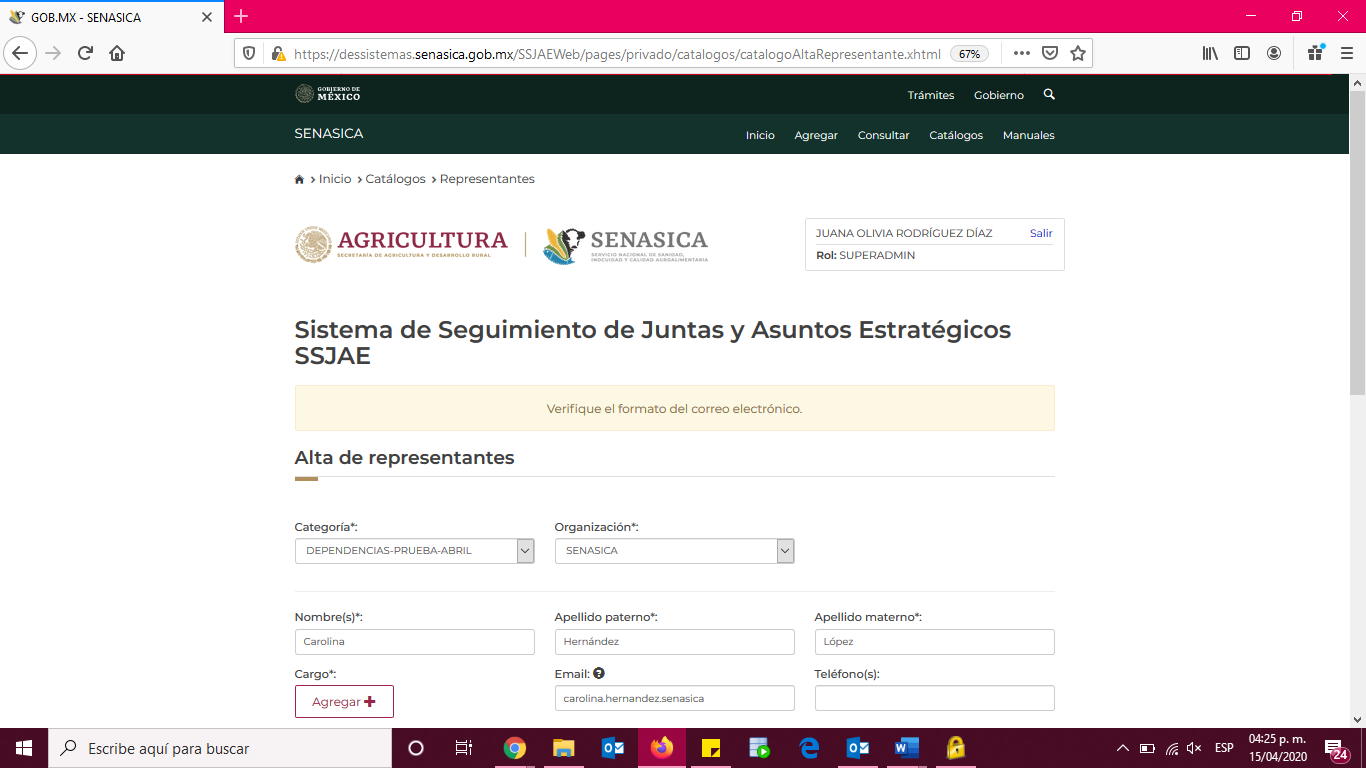 GOB.MX - SENASICA
https://dessistemas.senasica.gob.mx/SSJAEWeb/pages/privado/catalogos/catalogoAltaRepresentante.xhtml 67%
GOBIERNO DE
MÉXICO
Trámites Gobierno
SENASICA
Inicio Agregar Consultar Catálogos Manuales
Inicio Catálogos Representantes
AGRICULTURA
SECRETARÍA DE AGRICULTURA Y DESARROLLO RURAL
SENASICA
SERVICIO NACIONAL DE SANIDAD,
INOCUIDAD Y CALIDAD AGROALIMENTARIA
JUANA OLIVIA RODRÍGUEZ DÍAZ Salir
Rol: SUPERADMIN
Sistema de Seguimiento de Juntas y Asuntos Estratégicos
SSJAE
Verifique el formato del correo electrónico.
Alta de representantes
Categoría*: Organización*:
DEPENDENCIAS-PRUEBA-ABRIL SENASICA
Nombre(s)*: Apellido paterno*: Apellido materno*:
Carolina Hernández López
Cargo*: Email: Teléfono(s):
Agregar carolina.hernandez.senasica
Escribe aquí para buscar
ESP
04:25 p. m.
15/04/2020
24